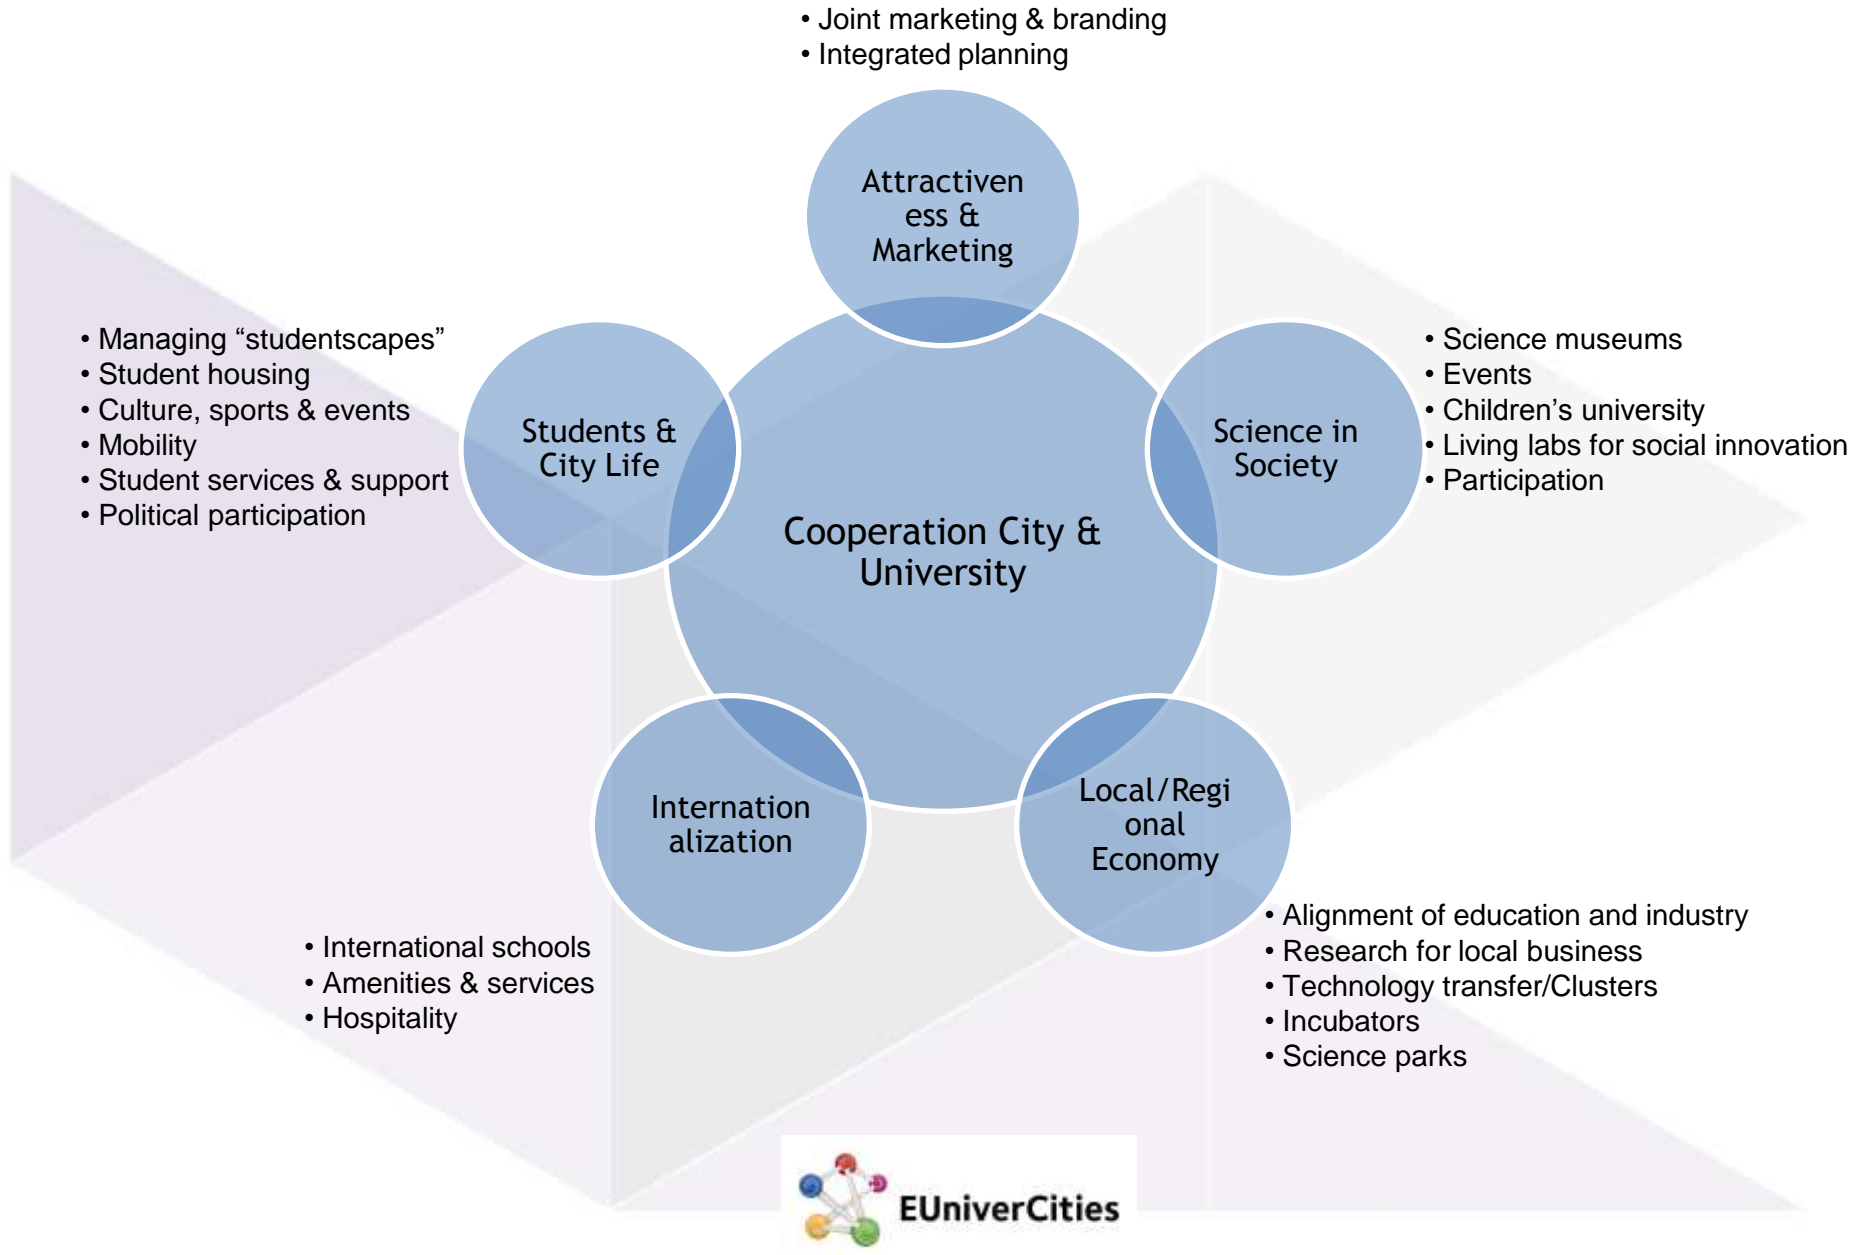 • Joint marketing & branding
• Integrated planning
Attractiven
ess &
Marketing
• Managing “studentscapes”
• Student housing
• Culture, sports & events
• Mobility
• Student services & support
• Political participation
Students &
City Life
Science in
Society
• Science museums
• Events
• Children’s university
• Living labs for social innovation
• Participation
Cooperation City &
University
Internation
alization
Local/Regi
onal
Economy
• International schools
• Amenities & services
• Hospitality
• Alignment of education and industry
• Research for local business
• Technology transfer/Clusters
• Incubators
• Science parks
EUniverCities